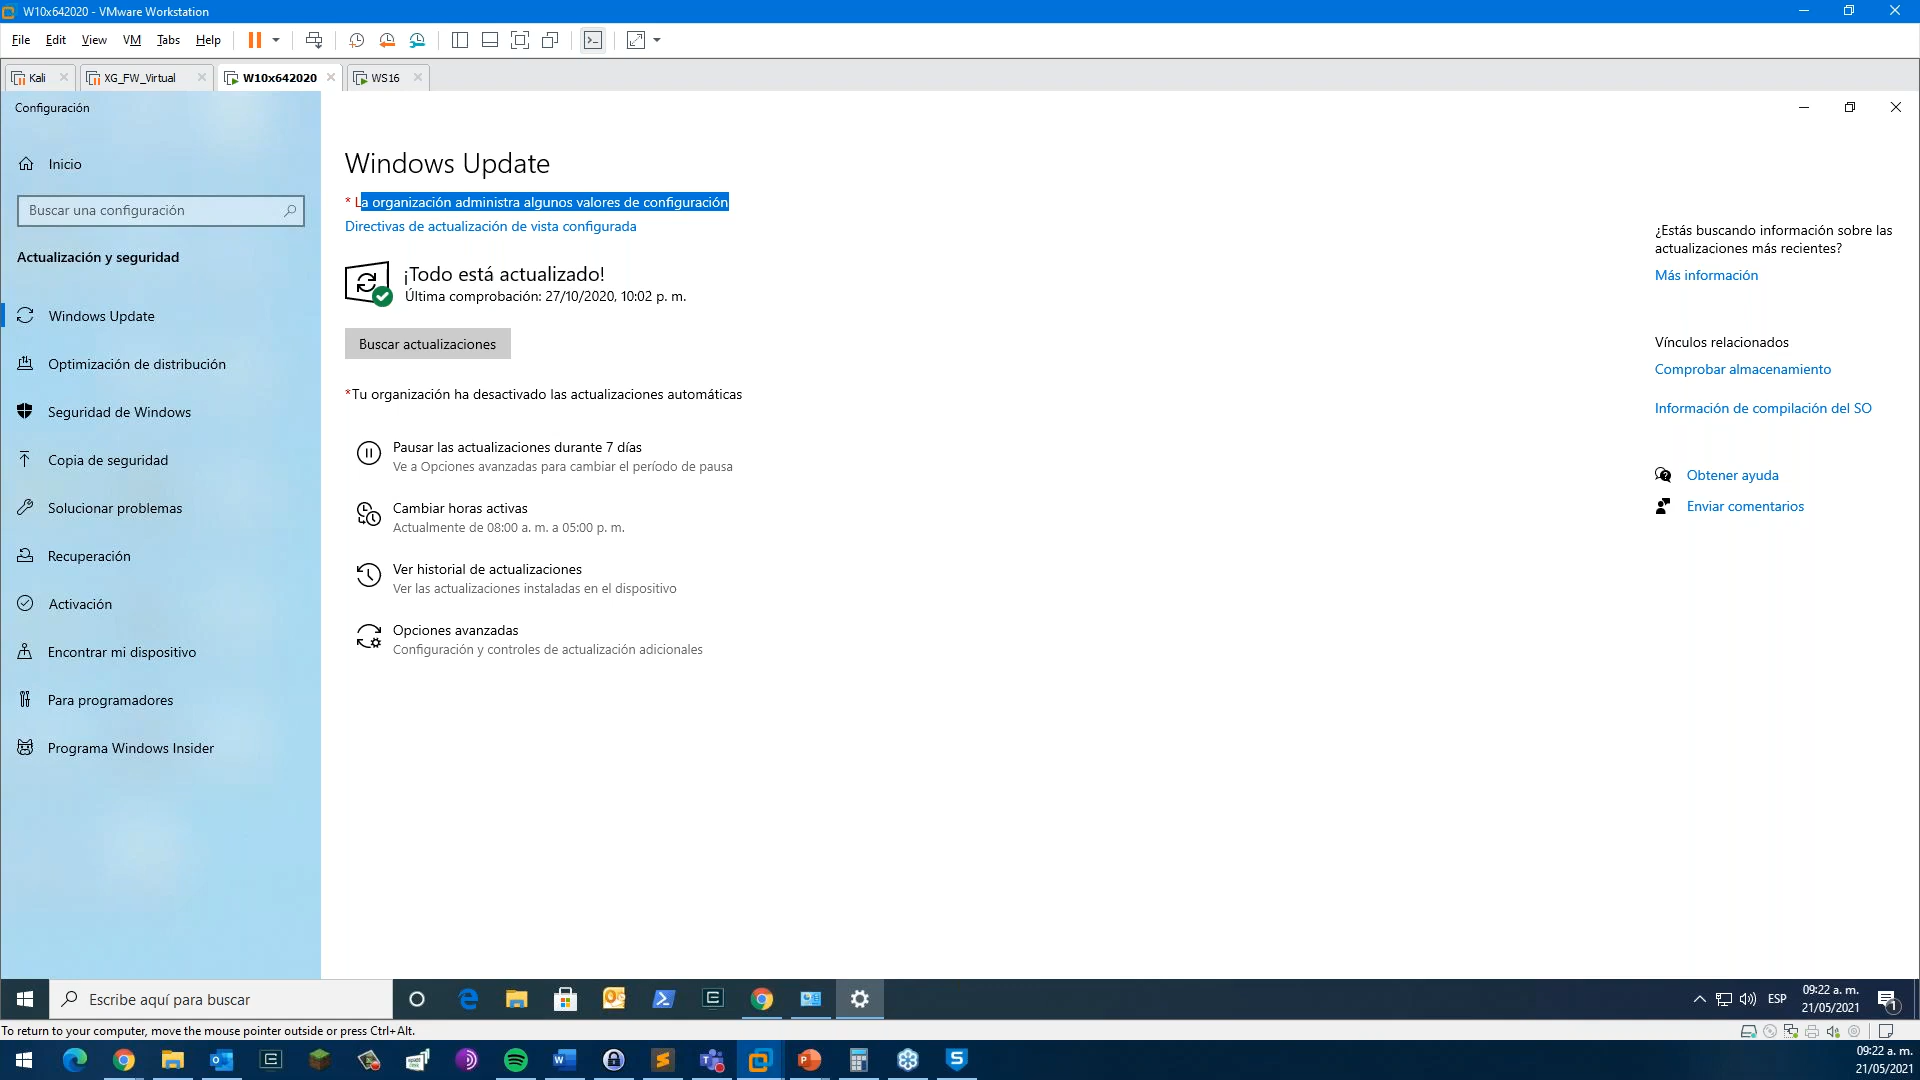 W10x642020 - VMware Workstation
File Edit View VM Tabs Help
Kali XG_FW_Virtual W10x642020 WS16
Configuración
Inicio
Buscar una configuración
Actualización y seguridad
Windows Update
Optimización de distribución
Seguridad de Windows
Copia de seguridad
Solucionar problemas
Recuperación
Activación
Encontrar mi dispositivo
Para programadores
Programa Windows Insider
Windows Update
* La organización administra algunos valores de configuración
Directivas de actualización de vista configurada
¡Todo está actualizado!
Última comprobación: 27/10/2020, 10:02 p. m.
Buscar actualizaciones
*Tu organización ha desactivado las actualizaciones automáticas
Pausar las actualizaciones durante 7 días
Ve a Opciones avanzadas para cambiar el período de pausa
Cambiar horas activas
Actualmente de 08:00 a. m. a 05:00 p. m.
Ver historial de actualizaciones
Ver las actualizaciones instaladas en el dispositivo
Opciones avanzadas
Configuración y controles de actualización adicionales
¿Estás buscando información sobre las
actualizaciones más recientes?
Más información
Vínculos relacionados
Comprobar almacenamiento
Información de compilación del SO
Obtener ayuda
Enviar comentarios
Escribe aquí para buscar
ESP
09:22 a. m.
21/05/2021
1
To return to your computer, move the mouse pointer outside or press Ctrl+Alt.
09:22 a. m.
21/05/2021